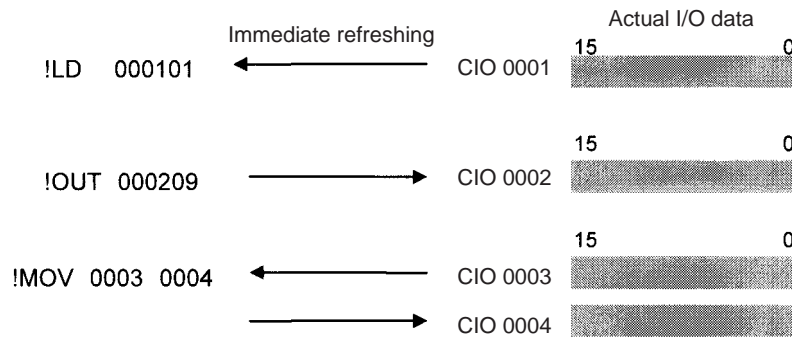 Immediate refreshing
Actual I/O data
15 0
!LD 000101 CIO 0001
15 0
!OUT 000209 CIO 0002
15 0
!MOV 0003 0004 CIO 0003
CIO 0004